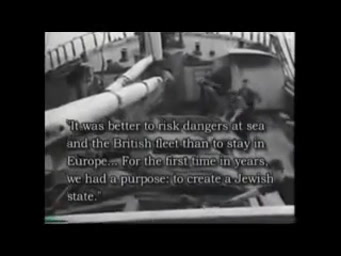 "It was better to risk dangers at sea
and the British fleet than to stay in
Europe... For the first time in years,
we had a purpose: to create a Jewish
state."